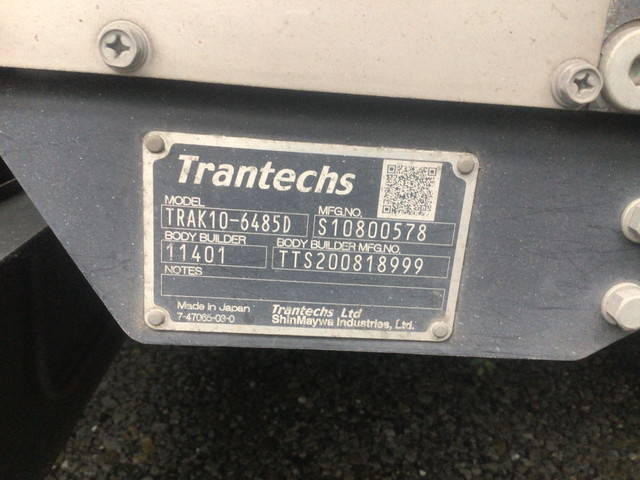 Trantechs
MODEL MFG.NO.
TRAK10-6485D S10800578
BODY BUILDER BODY BUILDER MFG.NO.
11401 TTS200818999
NOTES
Made in Japan Trantechs Ltd
7-47065-03-0 ShinMaywa Industries, Ltd.